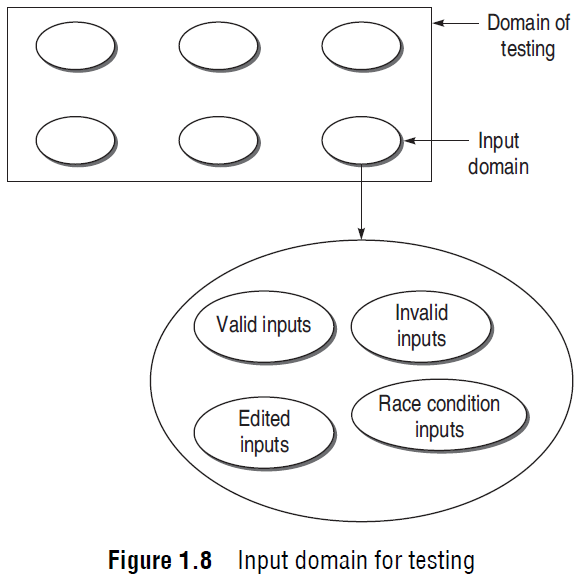 Domain of
testing
Input
domain
Valid inputs
Invalid
inputs
Edited
inputs
Race condition
inputs
Figure 1.8 Input domain for testing